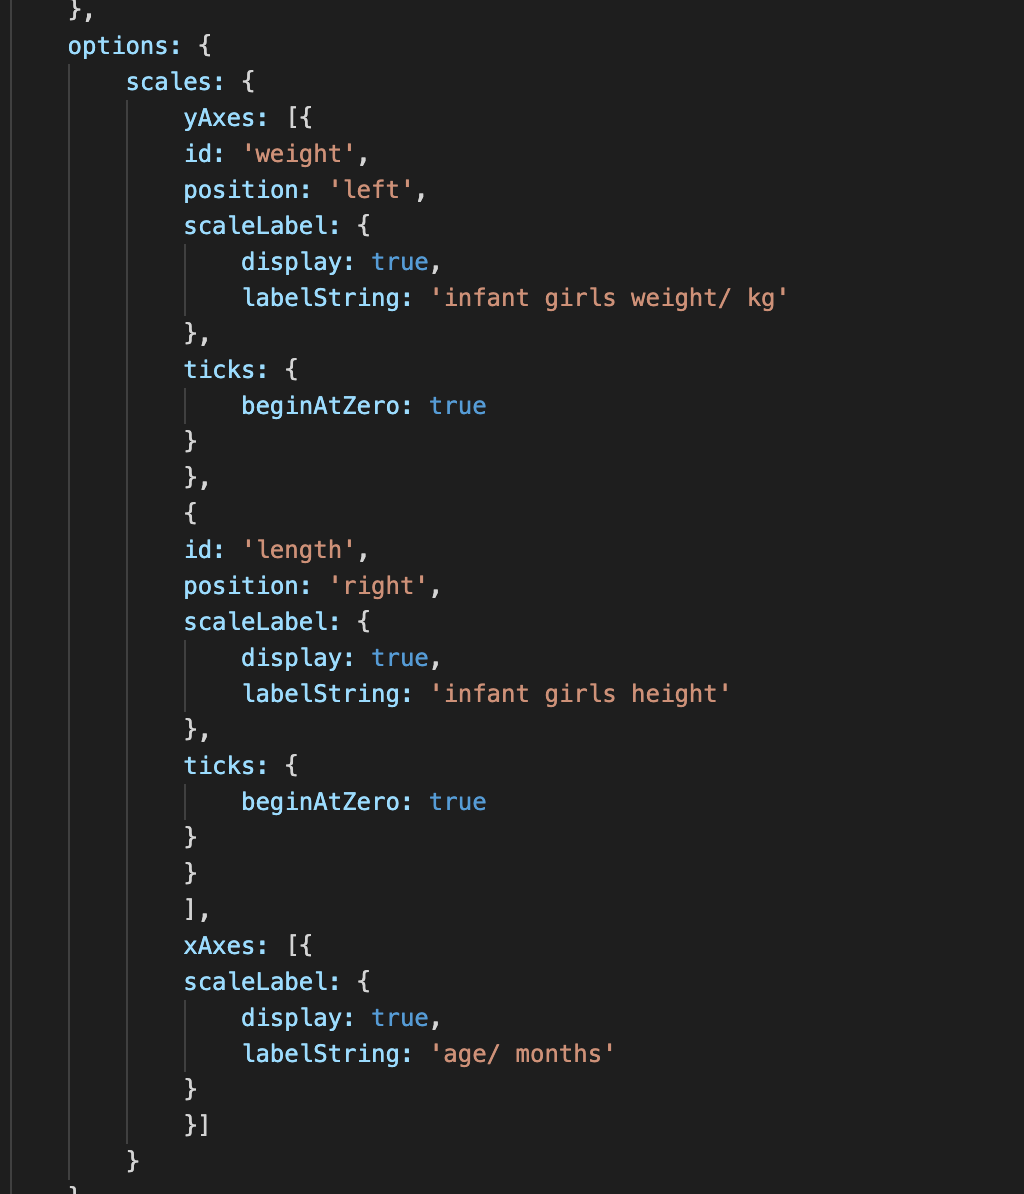 },
options: {
scales: {
yAxes: [{
id: 'weight',
position: 'left',
scaleLabel: {
display: true,
labelString: 'infant girls weight/ kg'
},
ticks: {
beginAtZero: true
}
},
{
id: 'length',
position: 'right',
scaleLabel: {
display: true,
labelString: 'infant girls height'
},
ticks: {
beginAtZero: true
}
}
],
xAxes: [{
scaleLabel: {
display: true,
labelString: 'age/ months'
}
}]
}
}